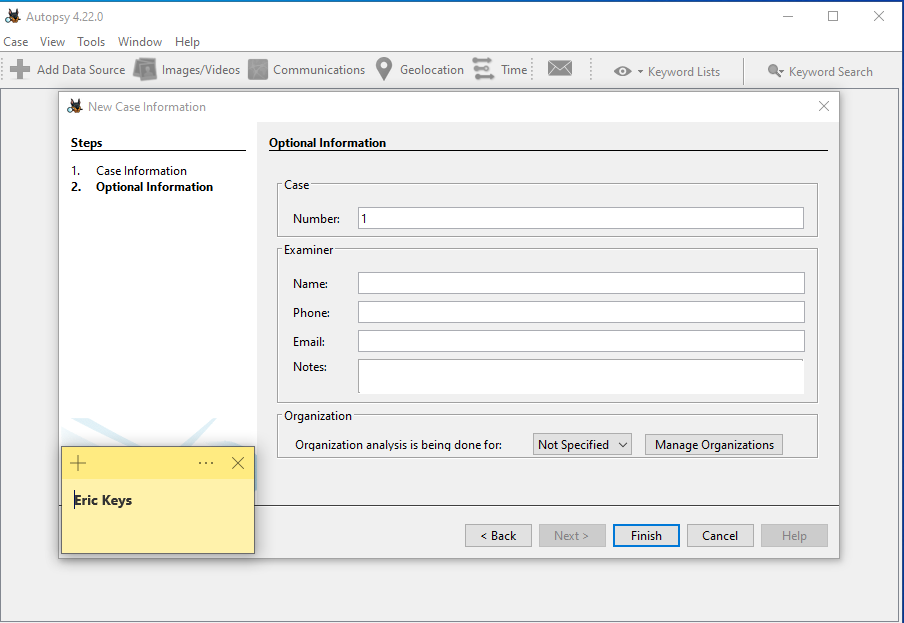 Autopsy 4.22.0
Case View Tools Window Help
Add Data Source Images/Videos Communications Geolocation Time Keyword Lists Keyword Search
New Case Information
Steps
1. Case Information
2. Optional Information
Optional Information
Case
Number: 1
Examiner
Name:
Phone:
Email:
Notes:
Organization
Organization analysis is being done for: Not Specified Manage Organizations
Eric Keys
< Back Next > Finish Cancel Help